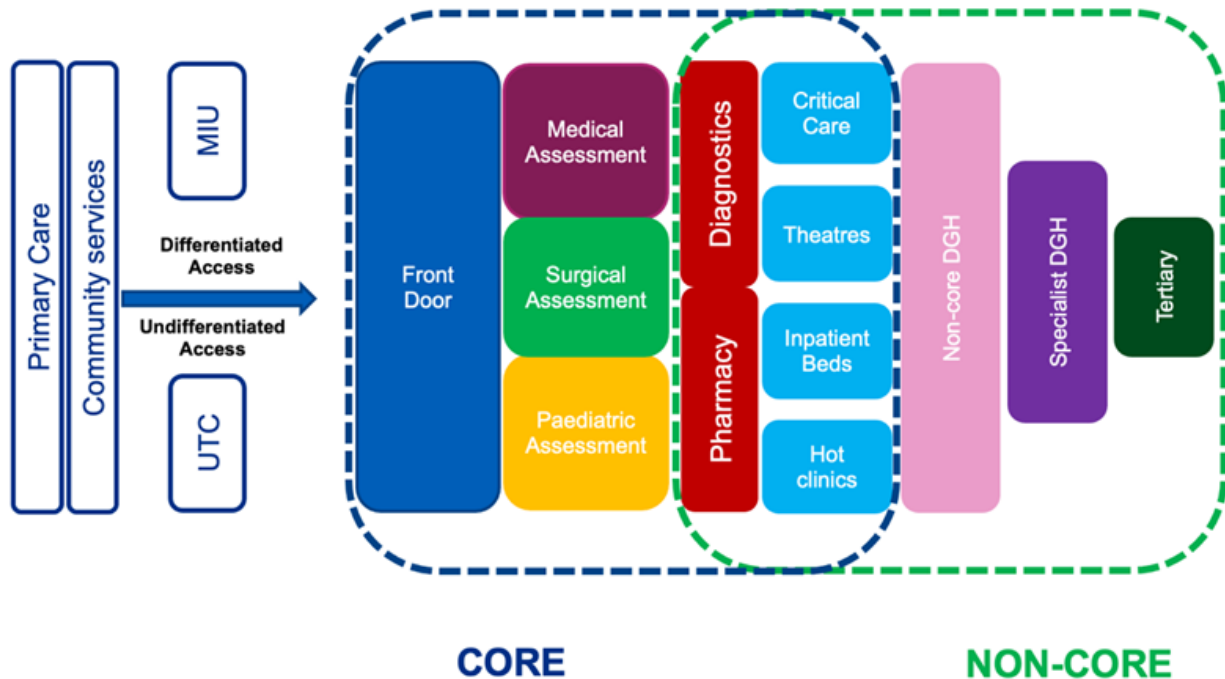 Primary Care
Community services
MIU
Differentiated
Access
Undifferentiated
Access
UTC
Front
Door
Medical
Assessment
Surgical
Assessment
Paediatric
Assessment
Diagnostics
Pharmacy
Critical
Care
Theatres
Inpatient
Beds
Hot
clinics
Non-core DGH
Specialist DGH
Tertiary
CORE
NON-CORE